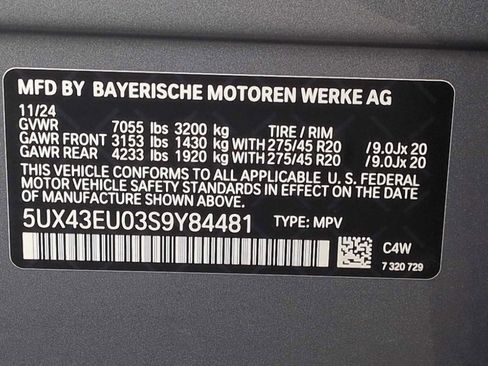 MFD BY BAYERISCHE MOTOREN WERKE AG
11/24
GVWR 7055 lbs 3200 kg TIRE / RIM
GAWR FRONT 3153 lbs 1430 kg WITH 275/45 R20 /9.0Jx 20
GAWR REAR 4233 lbs 1920 kg WITH 275/45 R20 /9.0Jx 20
THIS VEHICLE CONFORMS TO ALL APPLICABLE U. S. FEDERAL
MOTOR VEHICLE SAFETY STANDARDS IN EFFECT ON THE DATE
OF MANUFACTURE SHOWN ABOVE.
5UX43EU03S9Y84481 TYPE: MPV
C4W
7 320 729